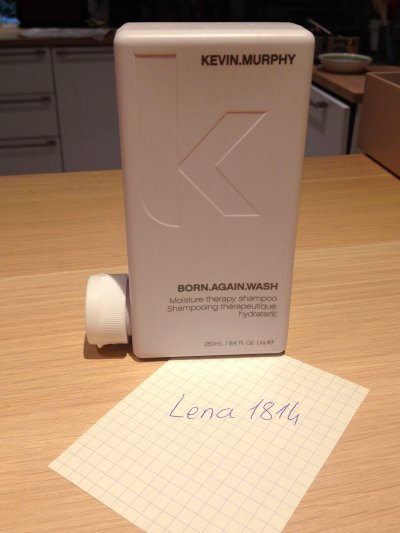 KEVIN.MURPHY
BORN.AGAIN.WASH
Moisture therapy shampoo
Shampooing thérapeutique
hydratant
250mL / 8.4 Fl. Oz. Liq. ℮
Lena 1814